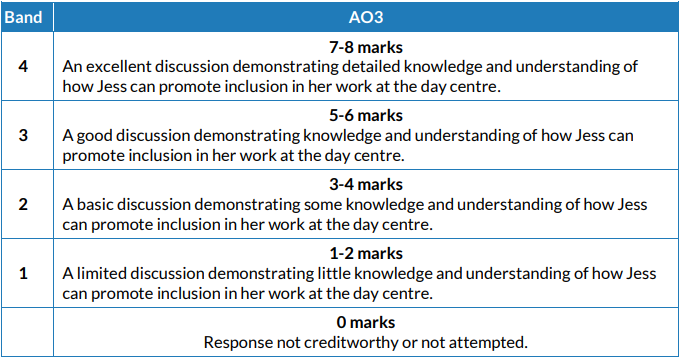 Band AO3
7-8 marks
4 An excellent discussion demonstrating detailed knowledge and understanding of
how Jess can promote inclusion in her work at the day centre.
5-6 marks
3 A good discussion demonstrating knowledge and understanding of how Jess can
promote inclusion in her work at the day centre.
3-4 marks
2 A basic discussion demonstrating some knowledge and understanding of how Jess
can promote inclusion in her work at the day centre.
1-2 marks
1 A limited discussion demonstrating little knowledge and understanding of how Jess
can promote inclusion in her work at the day centre.
0 marks
Response not creditworthy or not attempted.